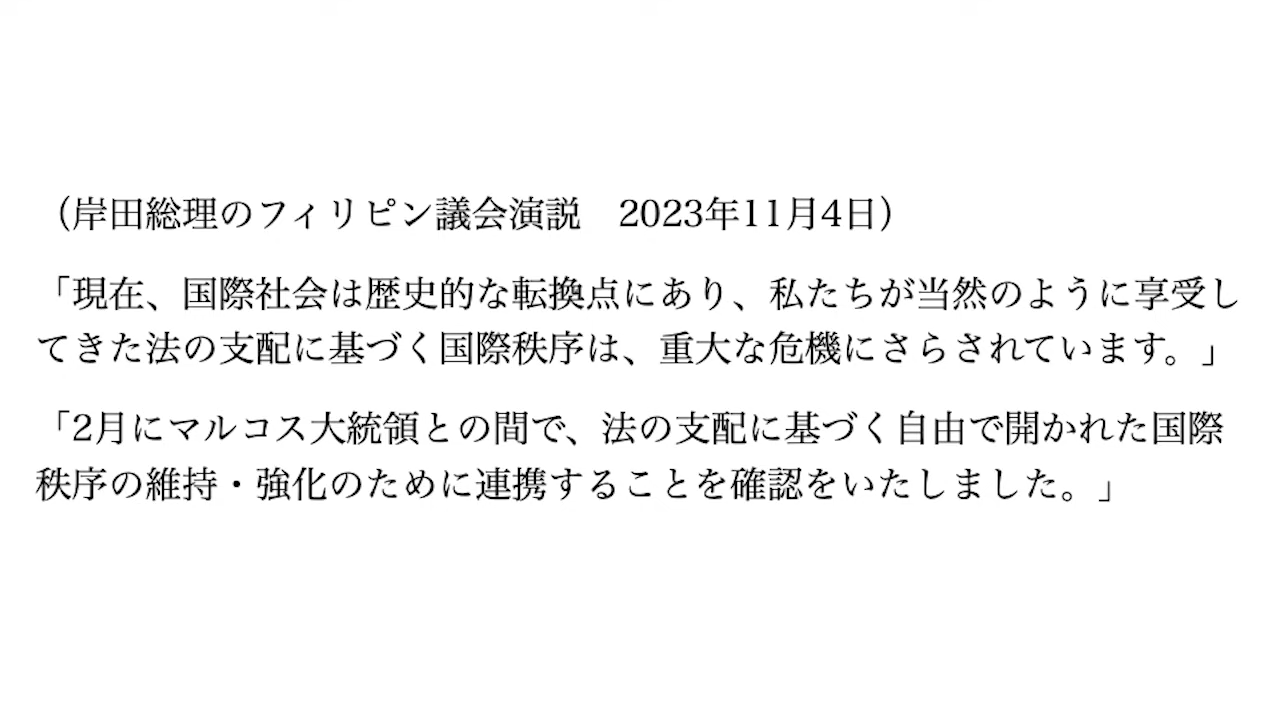 （岸田総理のフィリピン議会演説　2023年11月4日）
「現在、国際社会は歴史的な転換点にあり、私たちが当然のように享受し
てきた法の支配に基づく国際秩序は、重大な危機にさらされています。」
「2月にマルコス大統領との間で、法の支配に基づく自由で開かれた国際
秩序の維持・強化のために連携することを確認をいたしました。」